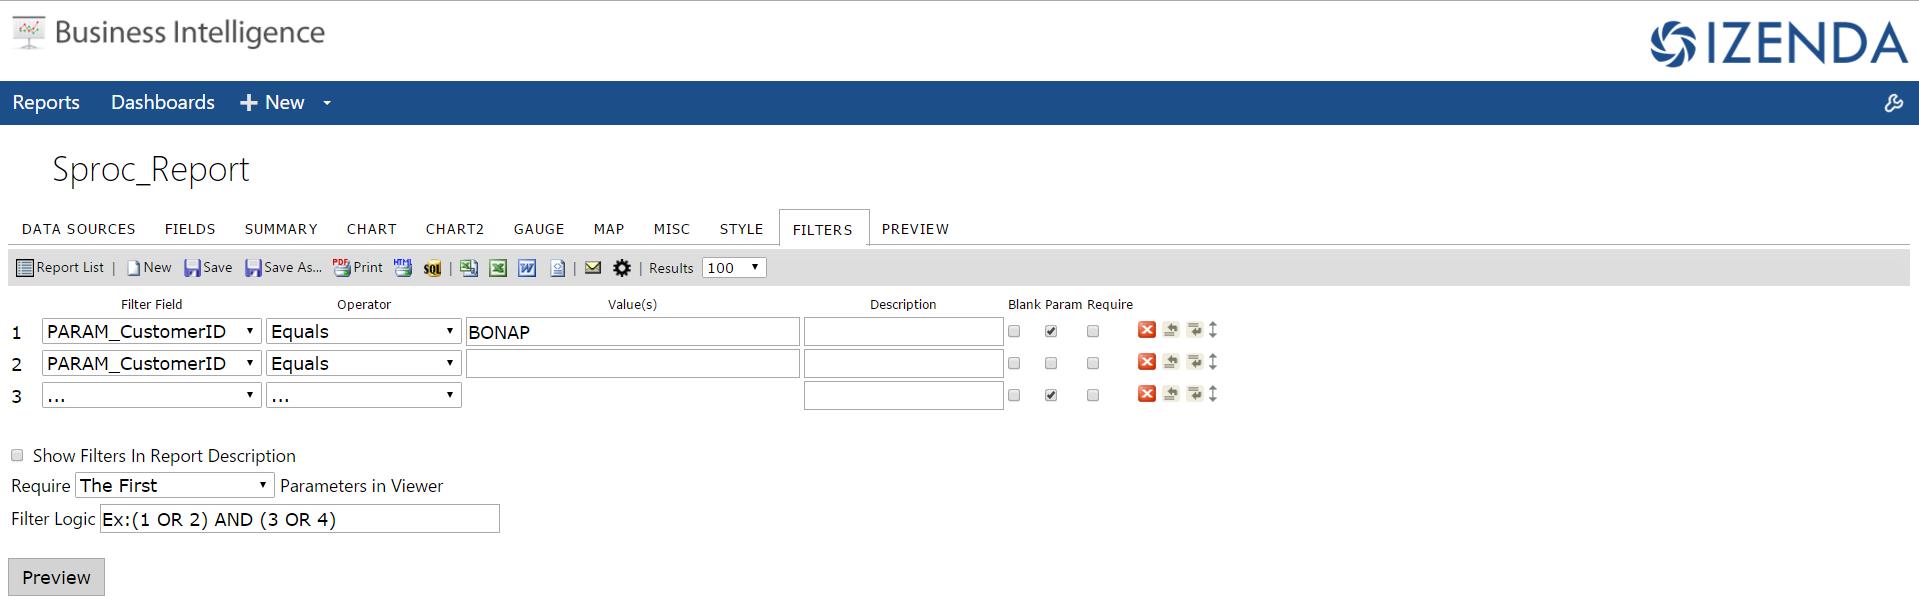 Business Intelligence
IZENDA
Reports Dashboards New
Sproc_Report
DATA SOURCES FIELDS SUMMARY CHART CHART2 GAUGE MAP MISC STYLE FILTERS PREVIEW
Report List | New Save Save As... PDF Print HTML SQL | | | Results 100
Filter Field Operator Value(s) Description Blank Param Require
1 PARAM_CustomerID Equals BONAP
2 PARAM_CustomerID Equals
3 ... ...
Show Filters In Report Description
Require The First Parameters in Viewer
Filter Logic Ex:(1 OR 2) AND (3 OR 4)
Preview